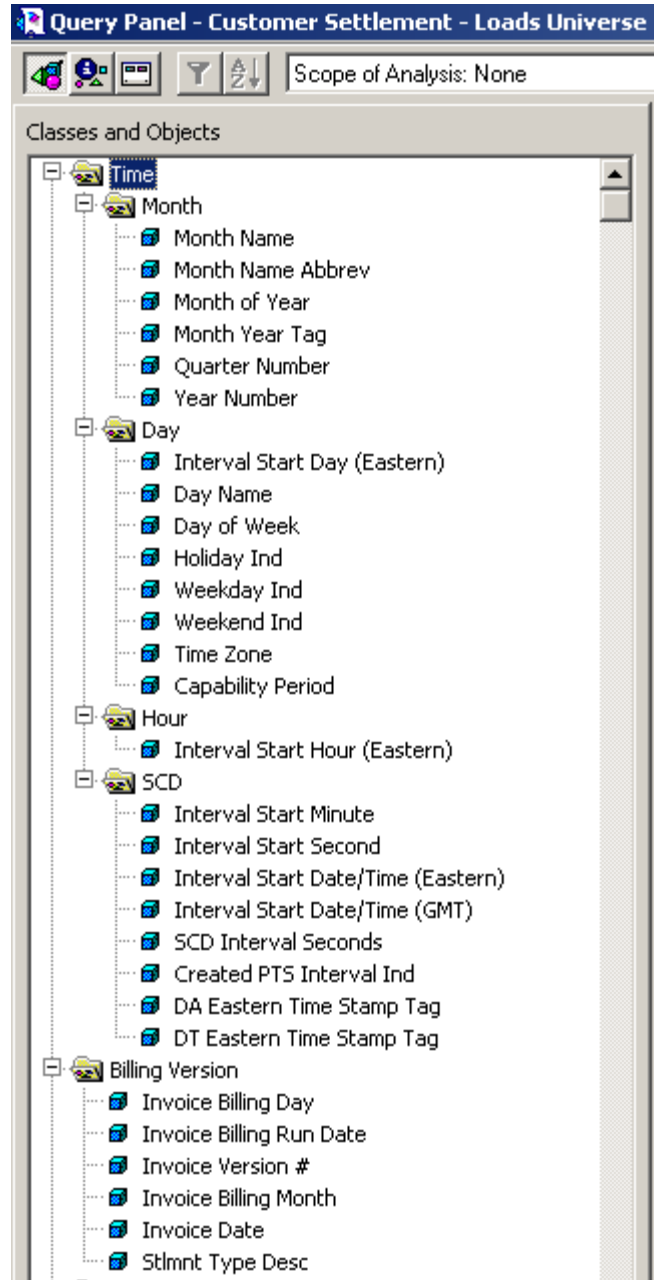 Query Panel - Customer Settlement - Loads Universe
Scope of Analysis: None
Classes and Objects
Time
Month
Month Name
Month Name Abbrev
Month of Year
Month Year Tag
Quarter Number
Year Number
Day
Interval Start Day (Eastern)
Day Name
Day of Week
Holiday Ind
Weekday Ind
Weekend Ind
Time Zone
Capability Period
Hour
Interval Start Hour (Eastern)
SCD
Interval Start Minute
Interval Start Second
Interval Start Date/Time (Eastern)
Interval Start Date/Time (GMT)
SCD Interval Seconds
Created PTS Interval Ind
DA Eastern Time Stamp Tag
DT Eastern Time Stamp Tag
Billing Version
Invoice Billing Day
Invoice Billing Run Date
Invoice Version #
Invoice Billing Month
Invoice Date
Stlmnt Type Desc